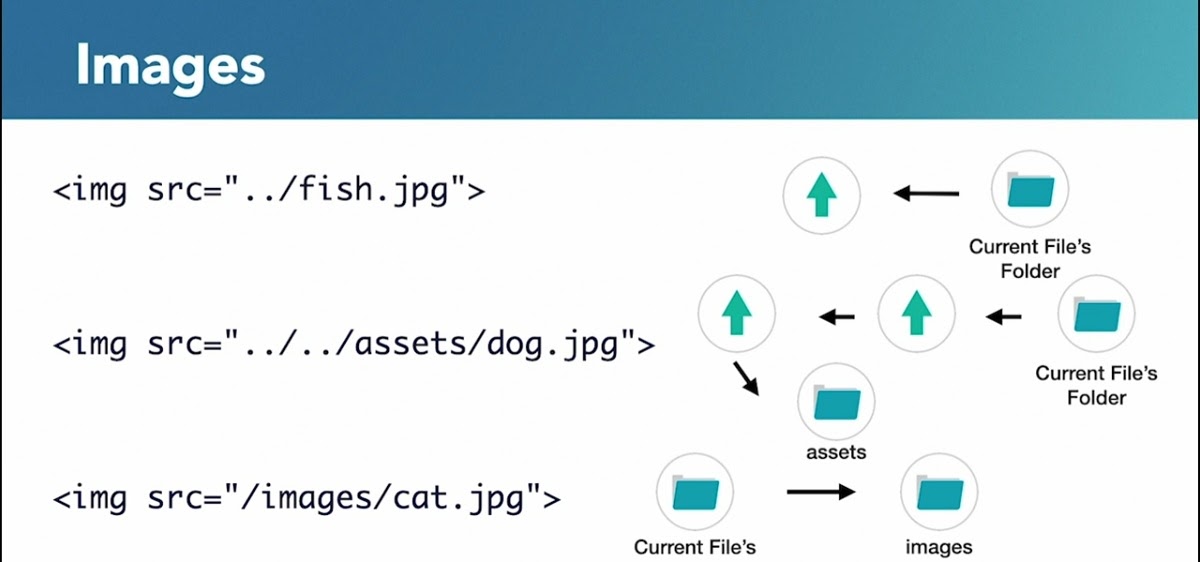 Images
<img src="../fish.jpg">
Current File's
Folder
<img src="../../assets/dog.jpg">
Current File's
Folder
assets
<img src="/images/cat.jpg">
Current File's
images